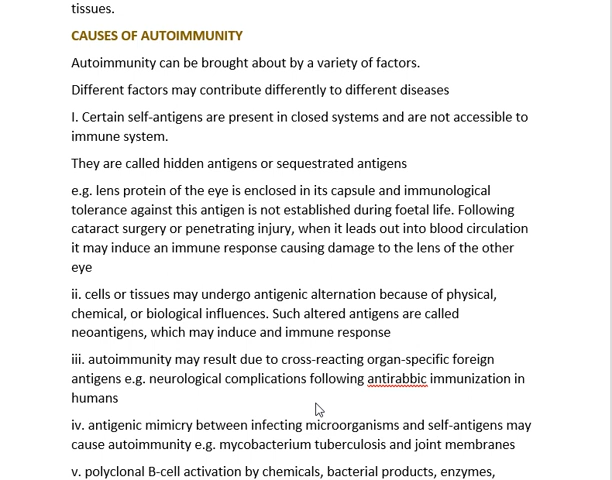 tissues.
CAUSES OF AUTOIMMUNITY
Autoimmunity can be brought about by a variety of factors.
Different factors may contribute differently to different diseases
I. Certain self-antigens are present in closed systems and are not accessible to
immune system.
They are called hidden antigens or sequestrated antigens
e.g. lens protein of the eye is enclosed in its capsule and immunological
tolerance against this antigen is not established during foetal life. Following
cataract surgery or penetrating injury, when it leads out into blood circulation
it may induce an immune response causing damage to the lens of the other
eye
ii. cells or tissues may undergo antigenic alternation because of physical,
chemical, or biological influences. Such altered antigens are called
neoantigens, which may induce and immune response
iii. autoimmunity may result due to cross-reacting organ-specific foreign
antigens e.g. neurological complications following antirabbic immunization in
humans
iv. antigenic mimicry between infecting microorganisms and self-antigens may
cause autoimmunity e.g. mycobacterium tuberculosis and joint membranes
v. polyclonal B-cell activation by chemicals, bacterial products, enzymes,